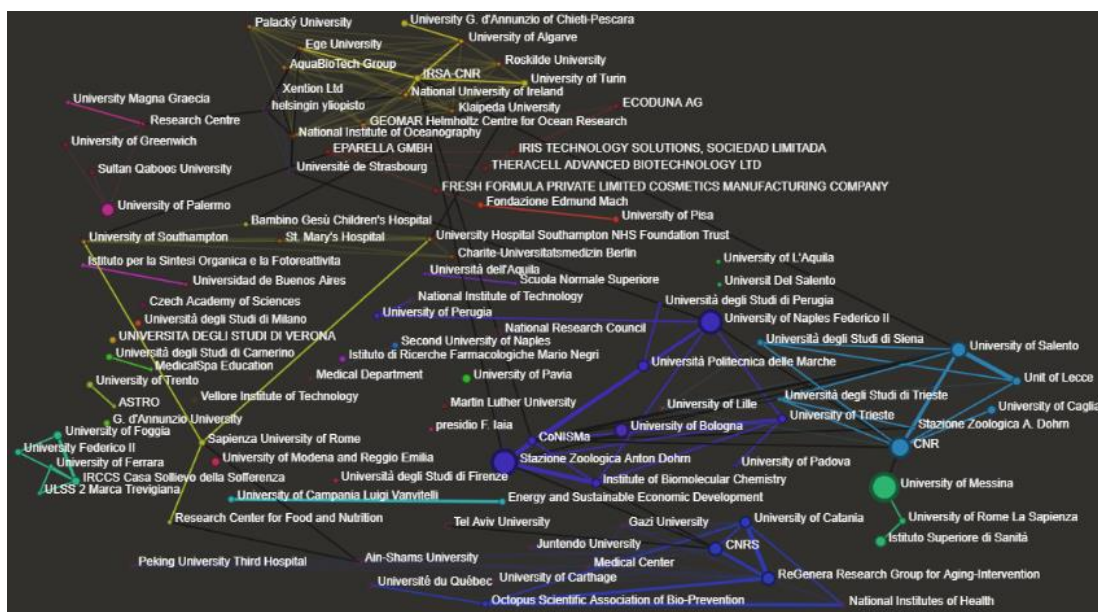 Palacký University
University G. d'Annunzio of Chieti-Pescara
University of Algarve
Ege University
Roskilde University
AquaBioTech Group
IRSA-CNR
University of Turin
Xention Ltd
National University of Ireland
University Magna Graecia
helsingin yliopisto
Klaipeda University
ECODUNA AG
Research Centre
GEOMAR Helmholtz Centre for Ocean Research
National Institute of Oceanography
University of Greenwich
EPARELLA GMBH
IRIS TECHNOLOGY SOLUTIONS, SOCIEDAD LIMITADA
Sultan Qaboos University
Université de Strasbourg
THERACELL ADVANCED BIOTECHNOLOGY LTD
FRESH FORMULA PRIVATE LIMITED COSMETICS MANUFACTURING COMPANY
University of Palermo
Fondazione Edmund Mach
University of Pisa
Bambino Gesù Children's Hospital
University of Southampton
St. Mary's Hospital
University Hospital Southampton NHS Foundation Trust
Charite-Universitatsmedizin Berlin
University of L'Aquila
Istituto per la Sintesi Organica e la Fotoreattivita
Università dell'Aquila
Universidad de Buenos Aires
Scuola Normale Superiore
Universit Del Salento
Czech Academy of Sciences
National Institute of Technology
Università degli Studi di Perugia
Università degli Studi di Milano
University of Perugia
University of Naples Federico II
National Research Council
UNIVERSITA DEGLI STUDI DI VERONA
Second University of Naples
Università degli Studi di Siena
University of Salento
Università degli Studi di Camerino
Istituto di Ricerche Farmacologiche Mario Negri
Università Politecnica delle Marche
MedicalSpa Education
Medical Department
University of Pavia
Unit of Lecce
University of Trento
Vellore Institute of Technology
Università degli Studi di Trieste
ASTRO
Martin Luther University
University of Lille
University of Caglia
G. d'Annunzio University
University of Trieste
Stazione Zoologica A. Dohrn
University of Foggia
presidio F. Iaia
University of Bologna
University Federico II
Sapienza University of Rome
CoNISMa
CNR
University of Ferrara
University of Modena and Reggio Emilia
Stazione Zoologica Anton Dohrn
University of Padova
IRCCS Casa Sollievo della Sofferenza
Università degli Studi di Firenze
Institute of Biomolecular Chemistry
University of Messina
ULSS 2 Marca Trevigiana
University of Campania Luigi Vanvitelli
Energy and Sustainable Economic Development
Research Center for Food and Nutrition
Tel Aviv University
Gazi University
University of Catania
University of Rome La Sapienza
Juntendo University
CNRS
Istituto Superiore di Sanità
Peking University Third Hospital
Ain-Shams University
Medical Center
Université du Québec
University of Carthage
ReGenera Research Group for Aging-Intervention
Octopus Scientific Association of Bio-Prevention
National Institutes of Health